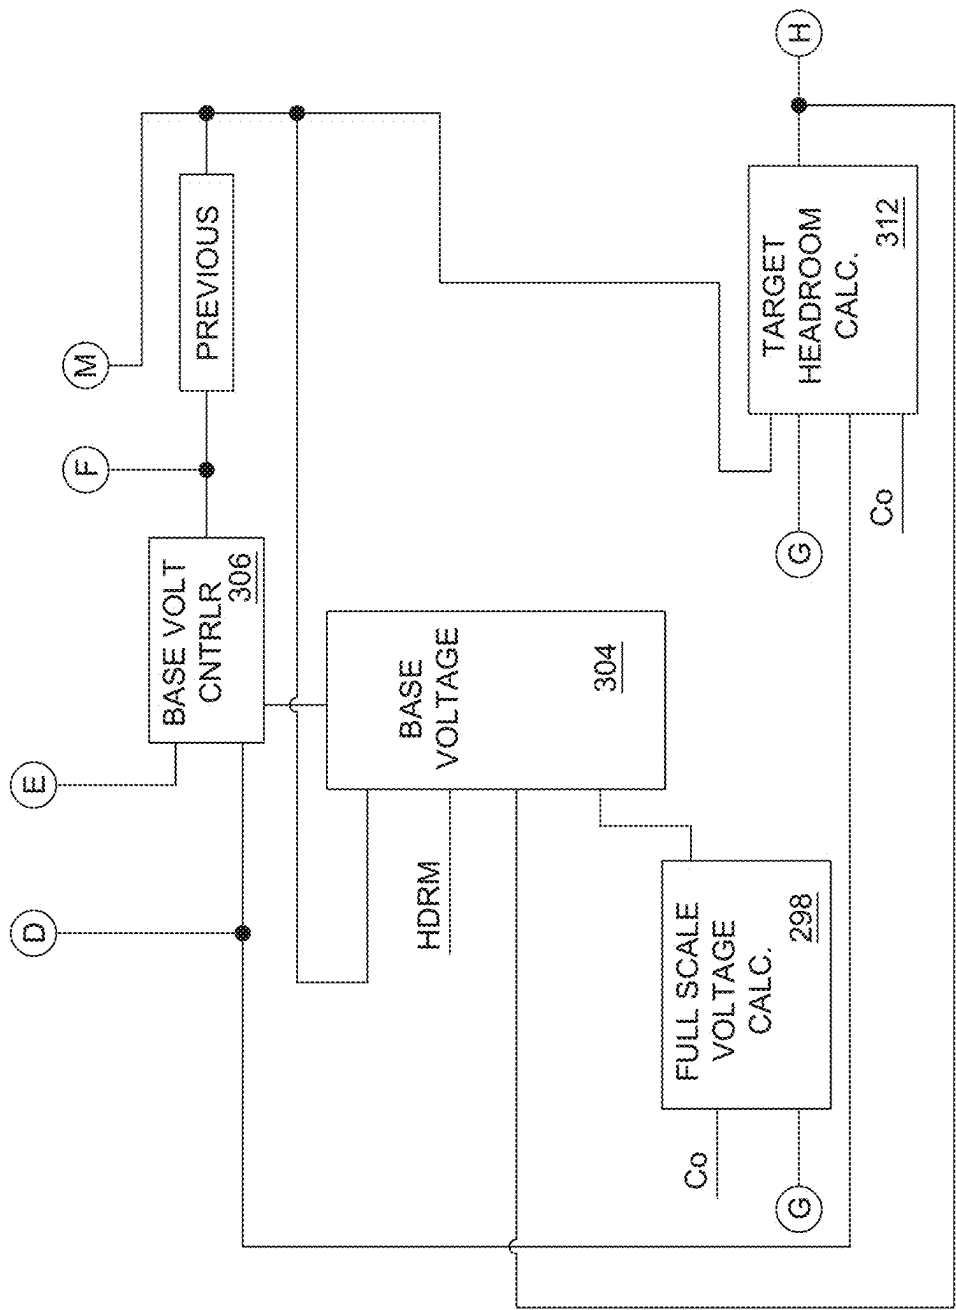 E
D
F
M
BASE VOLT
CNTRLR
306
PREVIOUS
HDRM
BASE
VOLTAGE
304
Co
G
FULL SCALE
VOLTAGE
CALC.
298
G
Co
TARGET
HEADROOM
CALC.
312
H